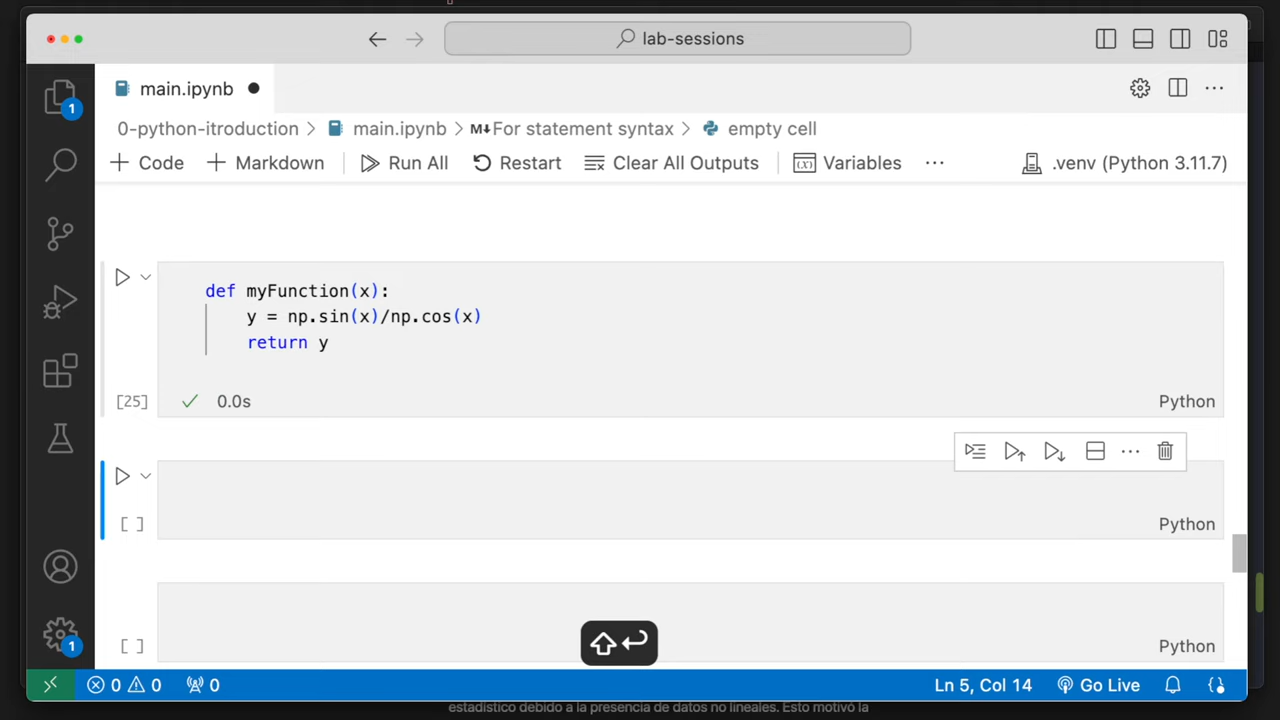 lab-sessions
main.ipynb
1
0-python-itroduction > main.ipynb > M↓For statement syntax > empty cell
+ Code + Markdown Run All Restart Clear All Outputs Variables ... .venv (Python 3.11.7)
def myFunction(x):
y = np.sin(x)/np.cos(x)
return y
[25] 0.0s Python
[ ] Python
[ ] Python
1
0 0 0 Ln 5, Col 14 Go Live
estadístico debido a la presencia de datos no lineales. Esto motivó la